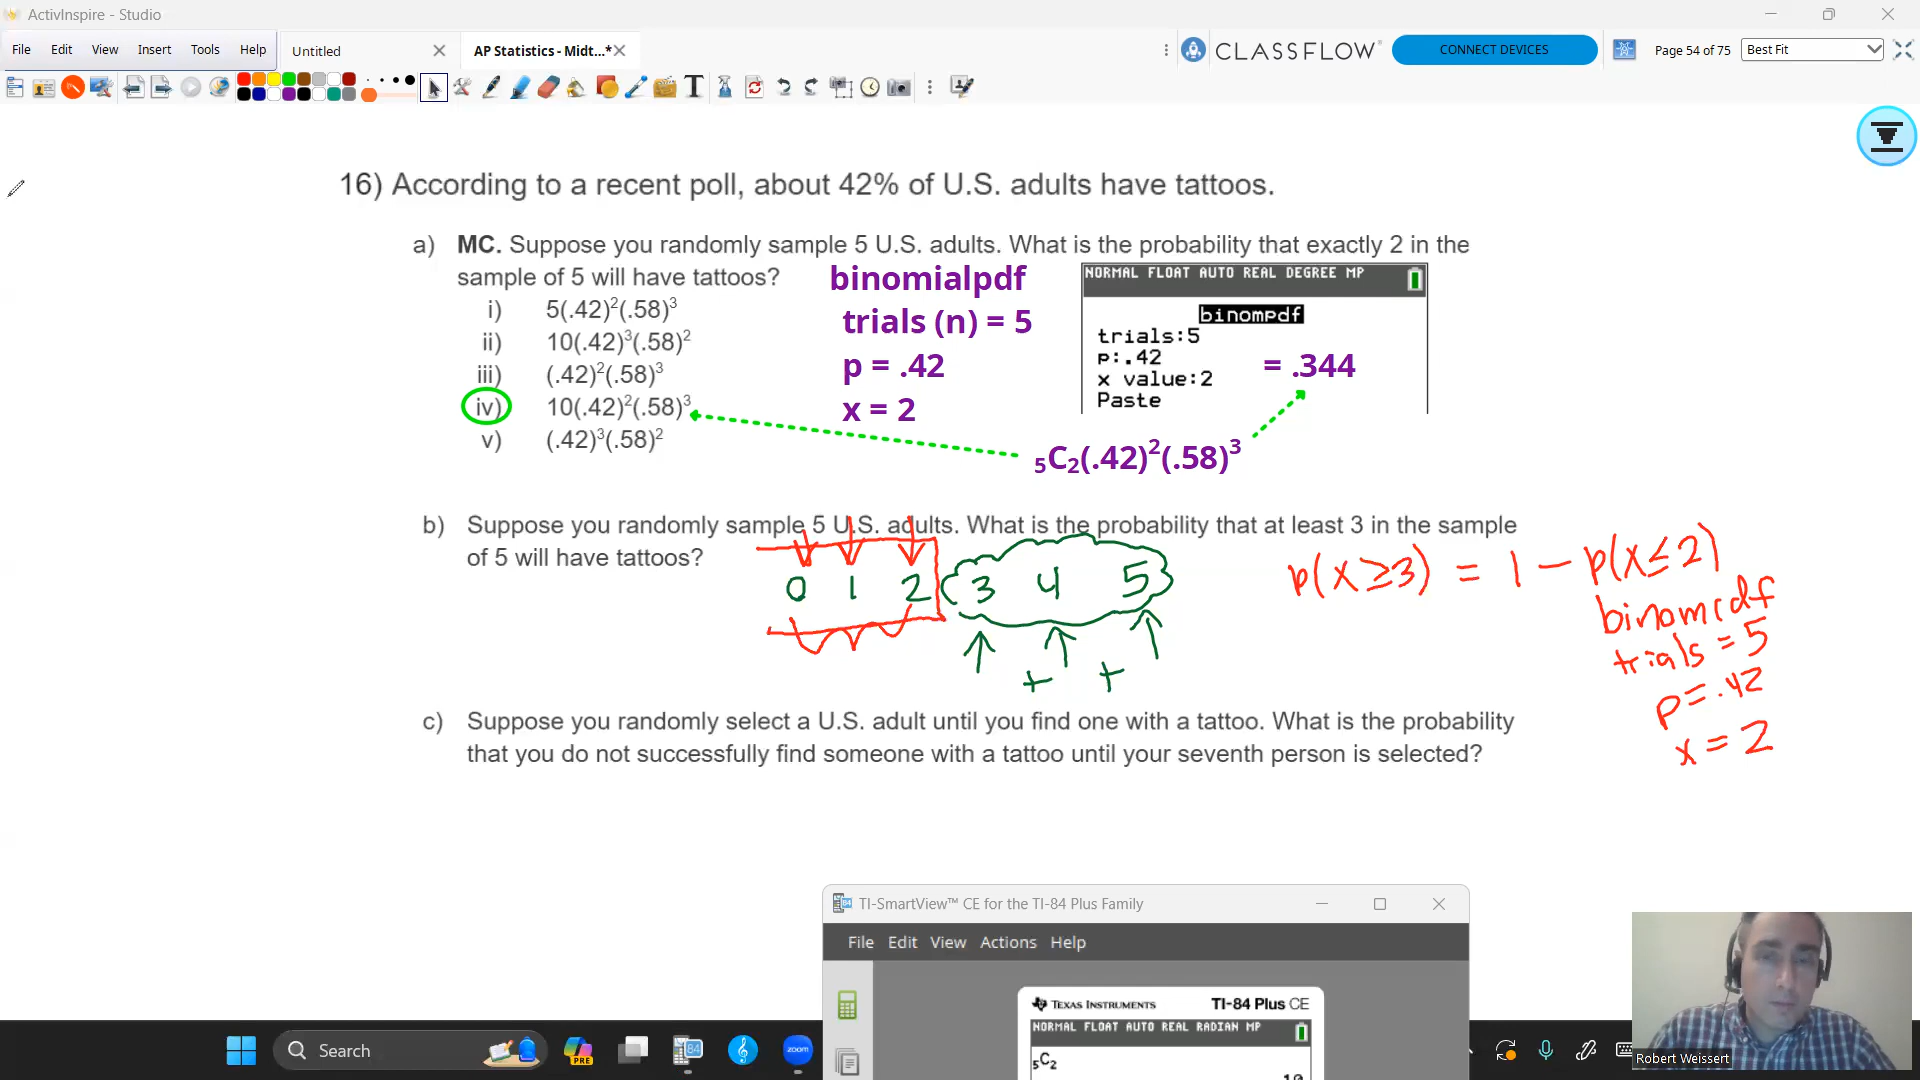 ActivInspire - Studio
File Edit View Insert Tools Help
Untitled
AP Statistics - Midt...*
CLASSFLOW
CONNECT DEVICES
Page 54 of 75
Best Fit
16) According to a recent poll, about 42% of U.S. adults have tattoos.
a) MC. Suppose you randomly sample 5 U.S. adults. What is the probability that exactly 2 in the
sample of 5 will have tattoos?
i) 5(.42)²(.58)³
ii) 10(.42)³(.58)²
iii) (.42)²(.58)³
iv) 10(.42)²(.58)³
v) (.42)³(.58)²
binomialpdf
trials (n) = 5
p = .42
x = 2
NORMAL FLOAT AUTO REAL DEGREE MP
binompdf
trials:5
p:.42
x value:2
Paste
= .344
₅C₂(.42)²(.58)³
b) Suppose you randomly sample 5 U.S. adults. What is the probability that at least 3 in the sample
of 5 will have tattoos?
0 1 2 3 4 5
+ +
p(x ≥ 3) = 1 − p(x ≤ 2)
binomcdf
trials = 5
p = .42
x = 2
c) Suppose you randomly select a U.S. adult until you find one with a tattoo. What is the probability
that you do not successfully find someone with a tattoo until your seventh person is selected?
TI-SmartView™ CE for the TI-84 Plus Family
File Edit View Actions Help
TEXAS INSTRUMENTS TI-84 Plus CE
NORMAL FLOAT AUTO REAL RADIAN MP
₅C₂
10
Search
PRE
84
zoom
Robert Weissert